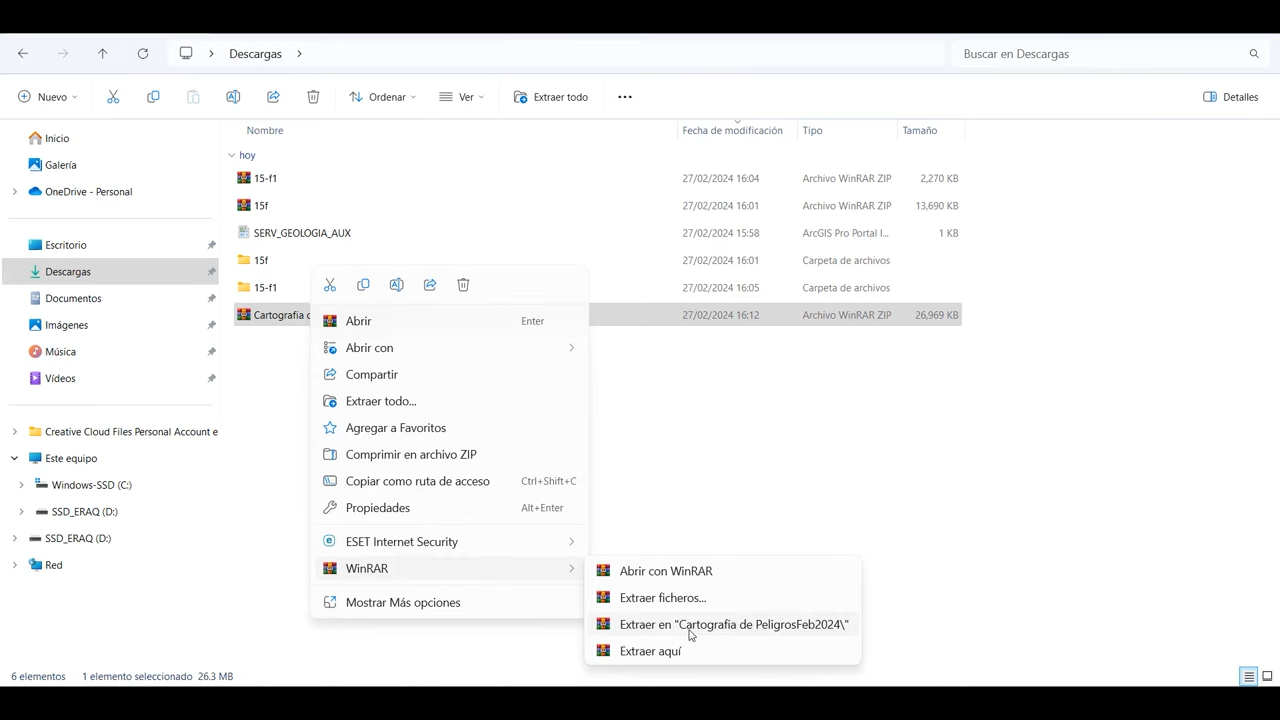 Descargas
Buscar en Descargas
Nuevo
Ordenar
Ver
Extraer todo
Detalles
Nombre
Fecha de modificación
Tipo
Tamaño
hoy
15-f1 27/02/2024 16:04 Archivo WinRAR ZIP 2,270 KB
15f 27/02/2024 16:01 Archivo WinRAR ZIP 13,690 KB
SERV_GEOLOGIA_AUX 27/02/2024 15:58 ArcGIS Pro Portal I... 1 KB
15f 27/02/2024 16:01 Carpeta de archivos
15-f1 27/02/2024 16:05 Carpeta de archivos
Cartografia 27/02/2024 16:12 Archivo WinRAR ZIP 26,969 KB
Inicio
Galería
OneDrive - Personal
Escritorio
Descargas
Documentos
Imágenes
Música
Vídeos
Creative Cloud Files Personal Account e
Este equipo
Windows-SSD (C:)
SSD_ERAQ (D:)
SSD_ERAQ (D:)
Red
Abrir Enter
Abrir con
Compartir
Extraer todo...
Agregar a Favoritos
Comprimir en archivo ZIP
Copiar como ruta de acceso Ctrl+Shift+C
Propiedades Alt+Enter
ESET Internet Security
WinRAR
Mostrar Más opciones
Abrir con WinRAR
Extraer ficheros...
Extraer en "Cartografia de PeligrosFeb2024\"
Extraer aquí
6 elementos
1 elemento seleccionado 26.3 MB